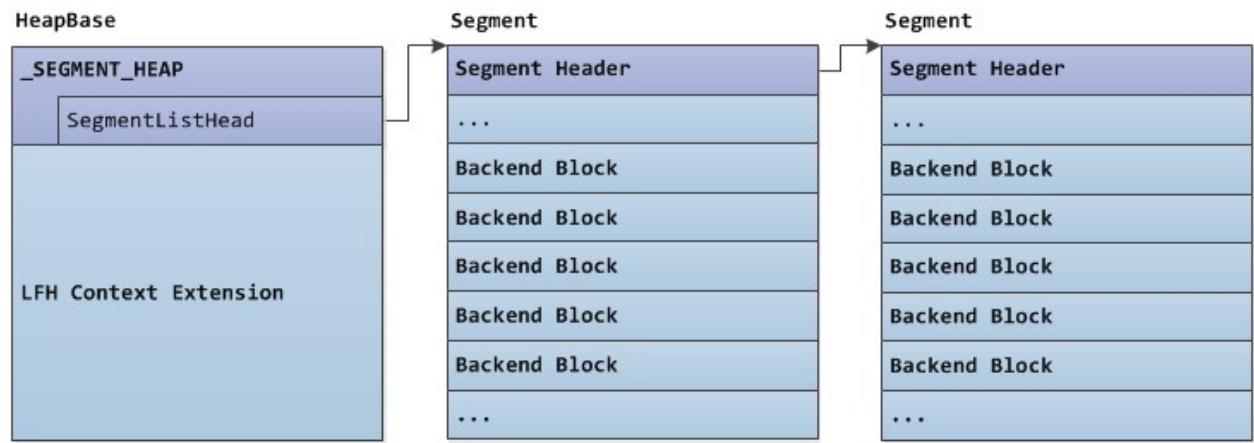 HeapBase
_SEGMENT_HEAP
SegmentListHead
LFH Context Extension
Segment
Segment Header
...
Backend Block
Backend Block
Backend Block
Backend Block
Backend Block
...
Segment
Segment Header
...
Backend Block
Backend Block
Backend Block
Backend Block
Backend Block
...